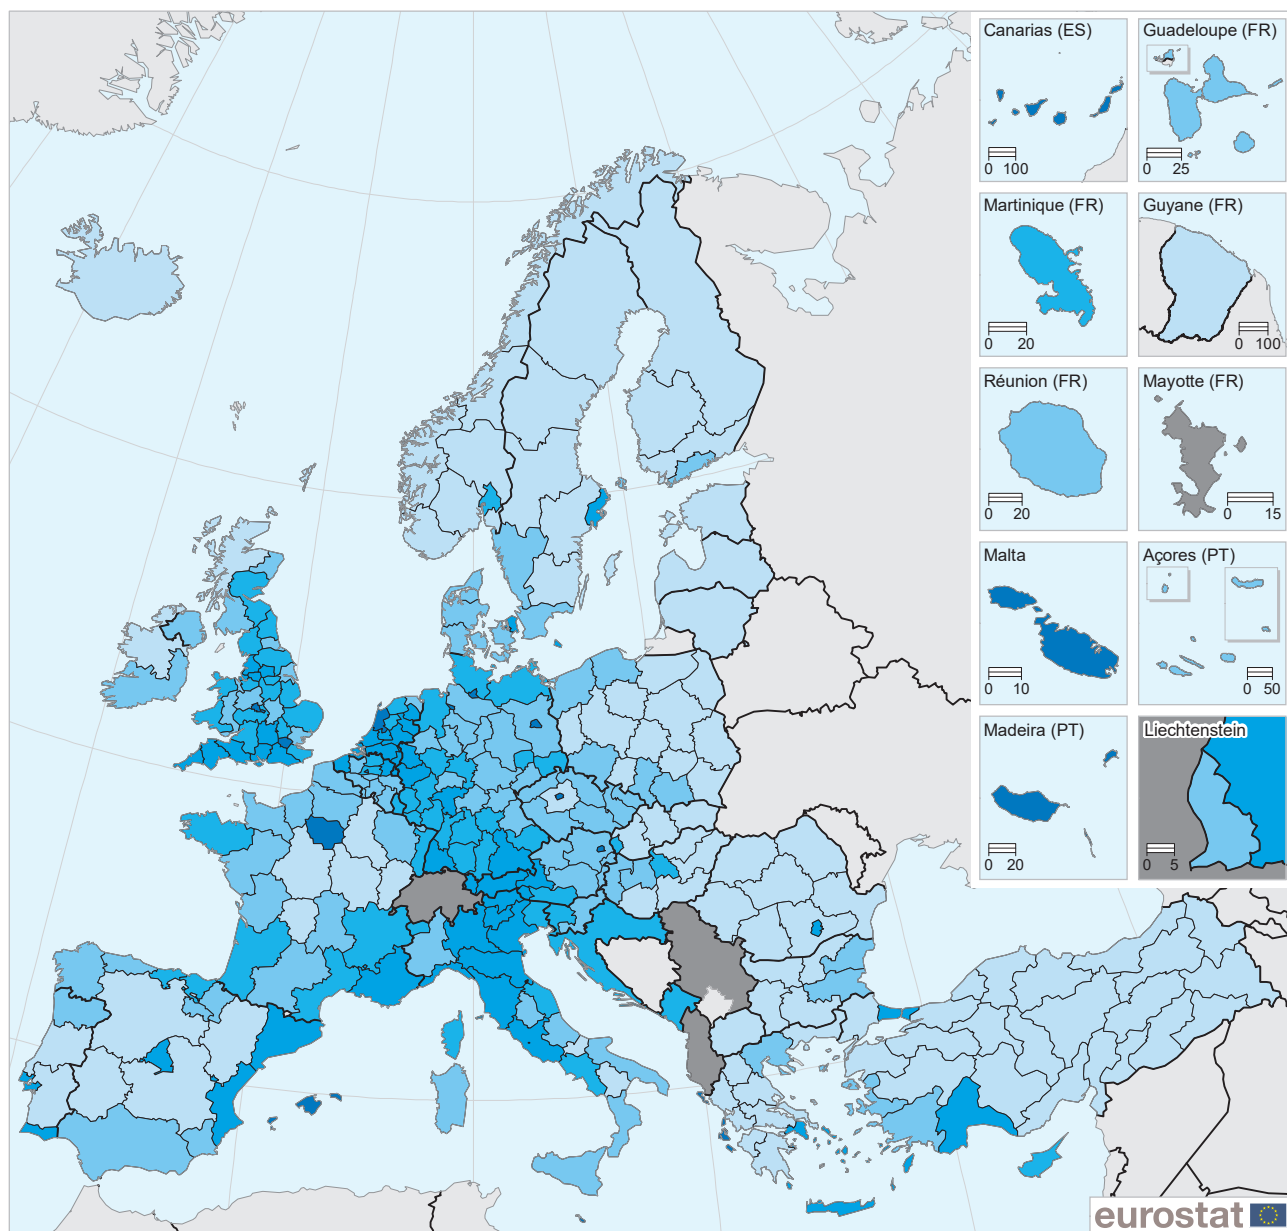 Canarias (ES)
0 100
Guadeloupe (FR)
0 25
Martinique (FR)
0 20
Guyane (FR)
0 100
Réunion (FR)
0 20
Mayotte (FR)
0 15
Malta
0 10
Açores (PT)
0 50
Madeira (PT)
0 20
Liechtenstein
0 5
eurostat